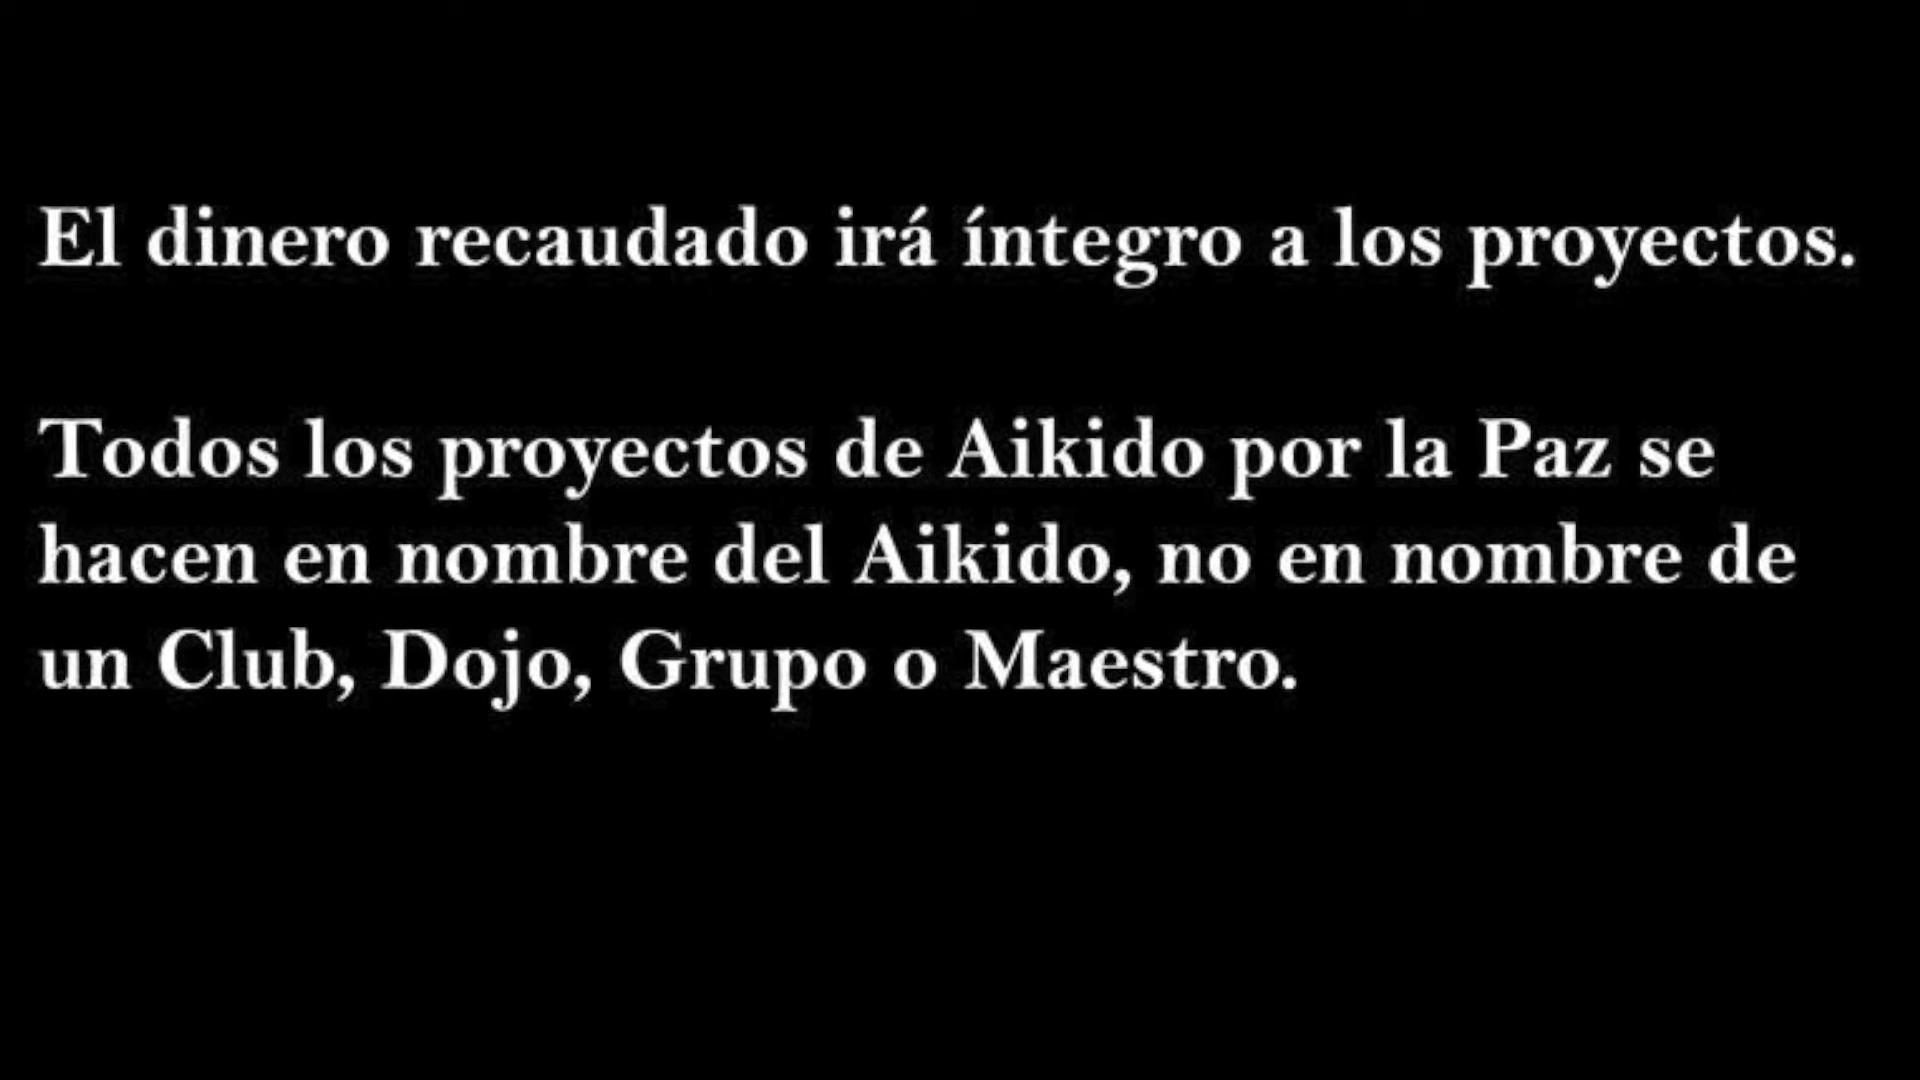 El dinero recaudado irá íntegro a los proyectos.
Todos los proyectos de Aikido por la Paz se
hacen en nombre del Aikido, no en nombre de
un Club, Dojo, Grupo o Maestro.